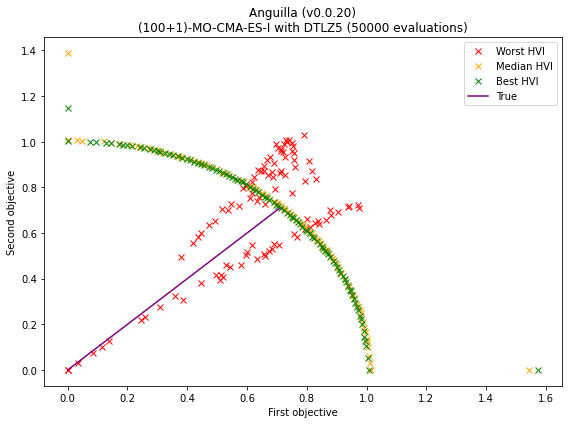 Anguilla (v0.0.20)
(100+1)-MO-CMA-ES-I with DTLZ5 (50000 evaluations)
Worst HVI
Median HVI
Best HVI
True
1.4
1.2
1.0
0.8
0.6
0.4
0.2
0.0
Second objective
0.0 0.2 0.4 0.6 0.8 1.0 1.2 1.4 1.6
First objective